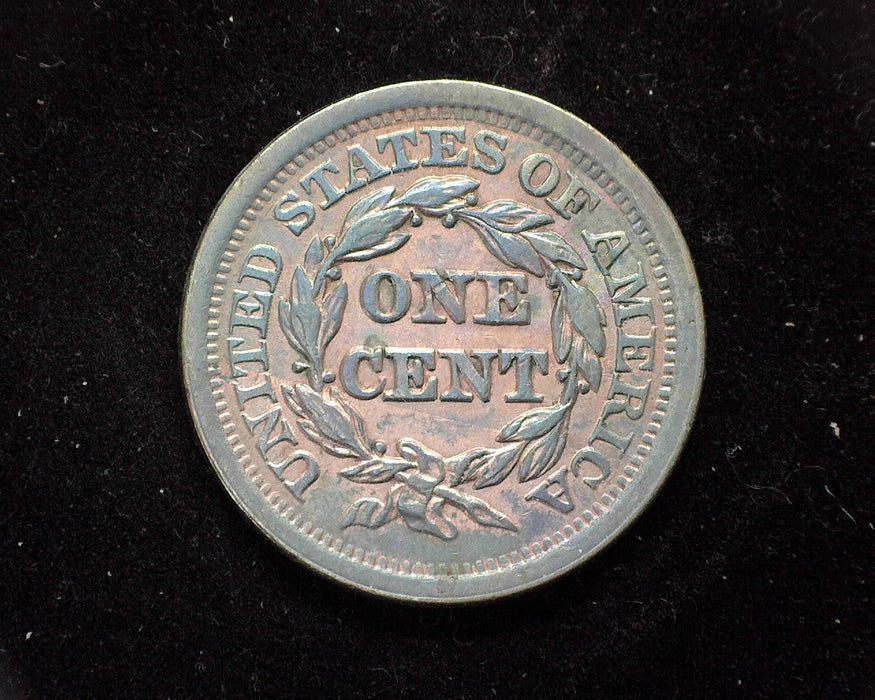 UNITED STATES OF AMERICA
ONE
CENT